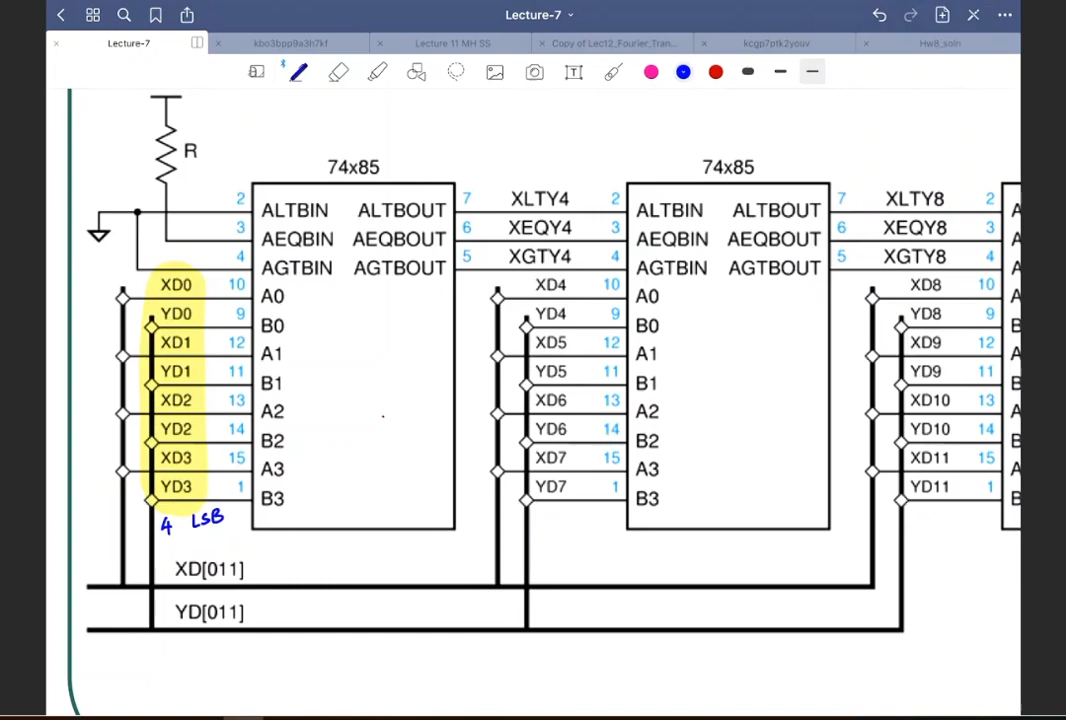 Lecture-7
Lecture-7
kbo3bpp9a3h7kf
Lecture 11 MH SS
Copy of Lec12_Fourier_Tran...
kcgp7ptk2youv
Hw8_soln
R
74x85
74x85
2 ALTBIN ALTBOUT 7 XLTY4 2 ALTBIN ALTBOUT 7 XLTY8 2 A
3 AEQBIN AEQBOUT 6 XEQY4 3 AEQBIN AEQBOUT 6 XEQY8 3 A
4 AGTBIN AGTBOUT 5 XGTY4 4 AGTBIN AGTBOUT 5 XGTY8 4 A
XD0 10 A0 XD4 10 A0 XD8 10 A
YD0 9 B0 YD4 9 B0 YD8 9 B
XD1 12 A1 XD5 12 A1 XD9 12 A
YD1 11 B1 YD5 11 B1 YD9 11 B
XD2 13 A2 XD6 13 A2 XD10 13 A
YD2 14 B2 YD6 14 B2 YD10 14 B
XD3 15 A3 XD7 15 A3 XD11 15 A
YD3 1 B3 YD7 1 B3 YD11 1 B
4 LSB
XD[011]
YD[011]